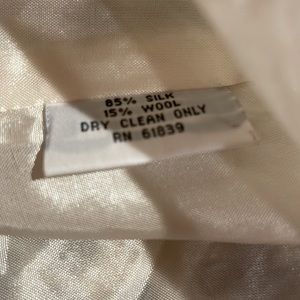 85% SILK
15% WOOL
DRY CLEAN ONLY
RN 61839